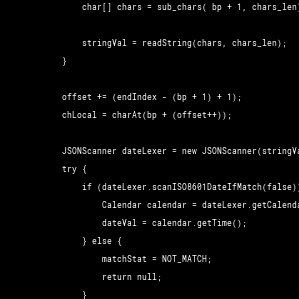 char[] chars = sub_chars( bp + 1, chars_len)
stringVal = readString(chars, chars_len);
}
offset += (endIndex - (bp + 1) + 1);
chLocal = charAt(bp + (offset++));
JSONScanner dateLexer = new JSONScanner(stringVa
try {
if (dateLexer.scanISO8601DateIfMatch(false))
Calendar calendar = dateLexer.getCalenda
dateVal = calendar.getTime();
} else {
matchStat = NOT_MATCH;
return null;
}